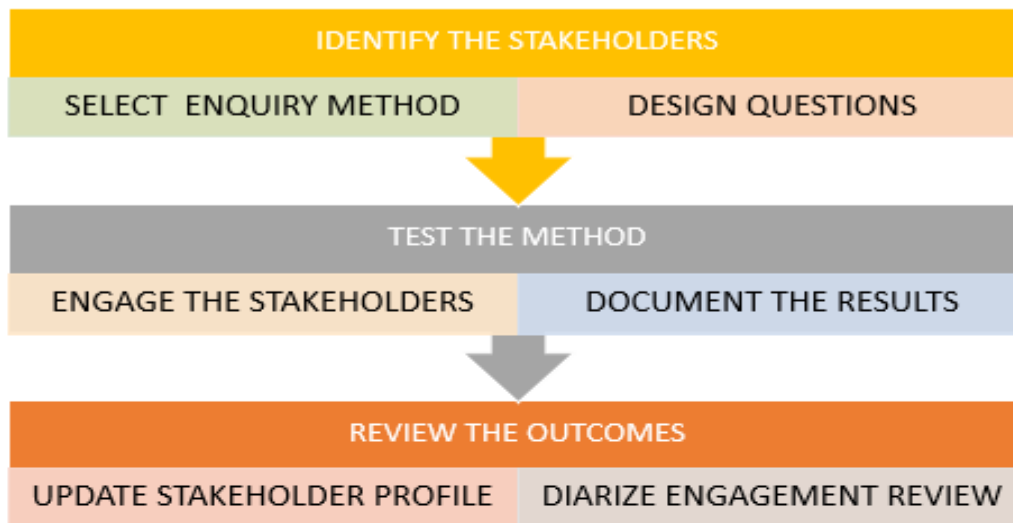 IDENTIFY THE STAKEHOLDERS
SELECT ENQUIRY METHOD
DESIGN QUESTIONS
TEST THE METHOD
ENGAGE THE STAKEHOLDERS
DOCUMENT THE RESULTS
REVIEW THE OUTCOMES
UPDATE STAKEHOLDER PROFILE
DIARIZE ENGAGEMENT REVIEW